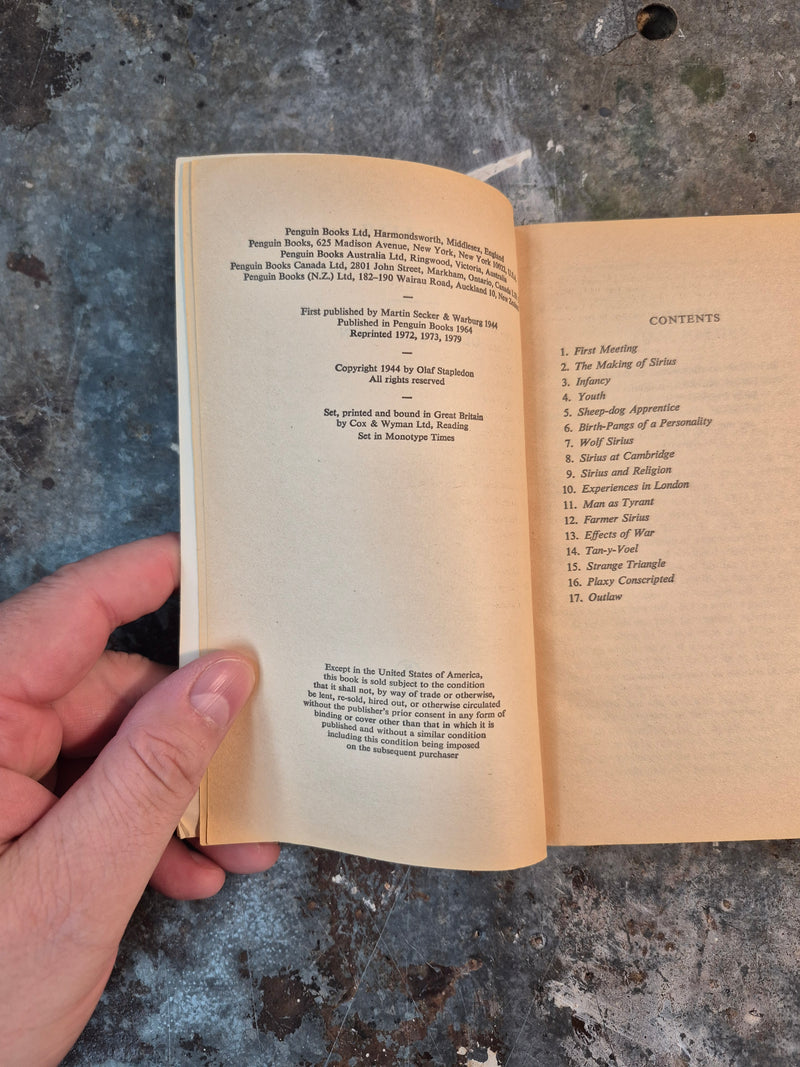 Penguin Books Ltd, Harmondsworth, Middlesex, England
Penguin Books, 625 Madison Avenue, New York, New York 10022, U.S.A.
Penguin Books Australia Ltd, Ringwood, Victoria, Australia
Penguin Books Canada Ltd, 2801 John Street, Markham, Ontario, Canada
Penguin Books (N.Z.) Ltd, 182–190 Wairau Road, Auckland 10, New
—
First published by Martin Secker & Warburg 1944
Published in Penguin Books 1964
Reprinted 1972, 1973, 1979
—
Copyright 1944 by Olaf Stapledon
All rights reserved
—
Set, printed and bound in Great Britain
by Cox & Wyman Ltd, Reading
Set in Monotype Times
Except in the United States of America,
this book is sold subject to the condition
that it shall not, by way of trade or otherwise,
be lent, re-sold, hired out, or otherwise circulated
without the publisher's prior consent in any form of
binding or cover other than that in which it is
published and without a similar condition
including this condition being imposed
on the subsequent purchaser
CONTENTS
1. First Meeting
2. The Making of Sirius
3. Infancy
4. Youth
5. Sheep-dog Apprentice
6. Birth-Pangs of a Personality
7. Wolf Sirius
8. Sirius at Cambridge
9. Sirius and Religion
10. Experiences in London
11. Man as Tyrant
12. Farmer Sirius
13. Effects of War
14. Tan-y-Voel
15. Strange Triangle
16. Plaxy Conscripted
17. Outlaw